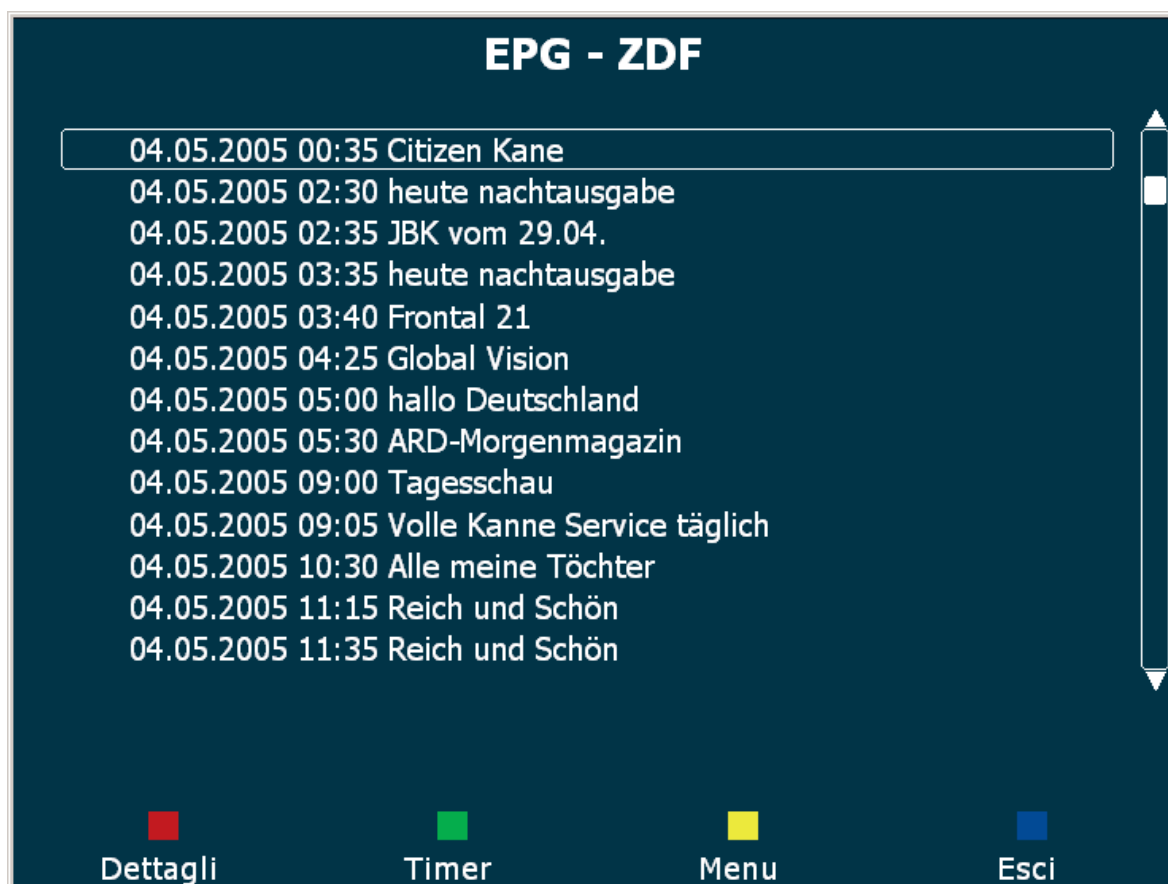 EPG - ZDF
04.05.2005 00:35 Citizen Kane
04.05.2005 02:30 heute nachtausgabe
04.05.2005 02:35 JBK vom 29.04.
04.05.2005 03:35 heute nachtausgabe
04.05.2005 03:40 Frontal 21
04.05.2005 04:25 Global Vision
04.05.2005 05:00 hallo Deutschland
04.05.2005 05:30 ARD-Morgenmagazin
04.05.2005 09:00 Tagesschau
04.05.2005 09:05 Volle Kanne Service täglich
04.05.2005 10:30 Alle meine Töchter
04.05.2005 11:15 Reich und Schön
04.05.2005 11:35 Reich und Schön
Dettagli Timer Menu Esci